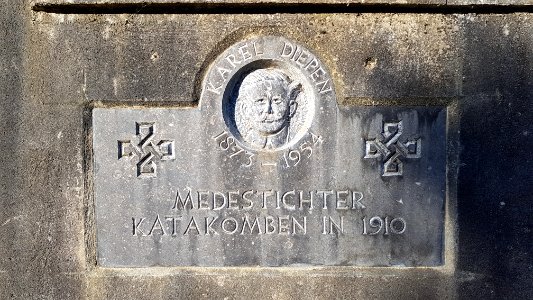 KAREL DIEPEN
1873 – 1954
MEDESTICHTER
KATAKOMBEN IN 1910